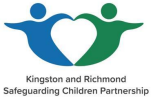 Kingston and Richmond
Safeguarding Children Partnership